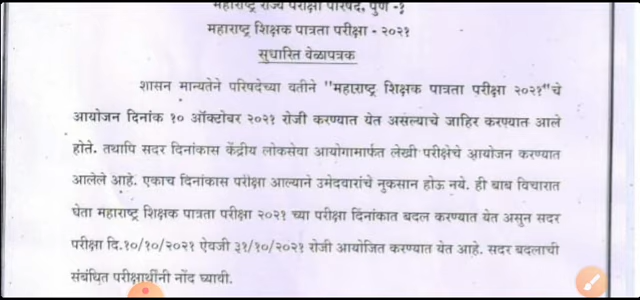 महाराष्ट्र राज्य परीक्षा परिषद, पुणे -१
महाराष्ट्र शिक्षक पात्रता परीक्षा - २०२१
सुधारित वेळापत्रक
शासन मान्यतेने परिषदेच्या वतीने "महाराष्ट्र शिक्षक पात्रता परीक्षा २०२१"चे
आयोजन दिनांक १० ऑक्टोबर २०२१ रोजी करण्यात येत असल्याचे जाहिर करण्यात आले
होते. तथापि सदर दिनांकास केंद्रीय लोकसेवा आयोगामार्फत लेखी परीक्षेचे आयोजन करण्यात
आलेले आहे. एकाच दिनांकास परीक्षा आल्याने उमेदवारांचे नुकसान होऊ नये. ही बाब विचारात
घेता महाराष्ट्र शिक्षक पात्रता परीक्षा २०२१ च्या परीक्षा दिनांकात बदल करण्यात येत असुन सदर
परीक्षा दि.१०/१०/२०२१ ऐवजी ३१/१०/२०२१ रोजी आयोजित करण्यात येत आहे. सदर बदलाची
संबंधित परीक्षार्थींनी नोंद घ्यावी.